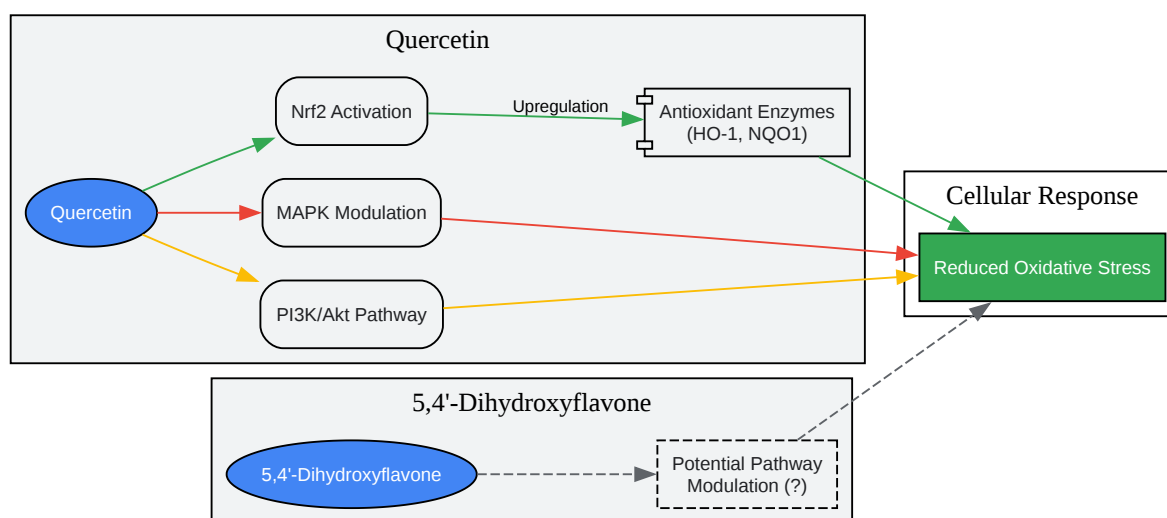 Quercetin
Nrf2 Activation
Upregulation
Antioxidant Enzymes
(HO-1, NQO1)
Quercetin
MAPK Modulation
PI3K/Akt Pathway
Cellular Response
Reduced Oxidative Stress
5,4'-Dihydroxyflavone
5,4'-Dihydroxyflavone
Potential Pathway
Modulation (?)